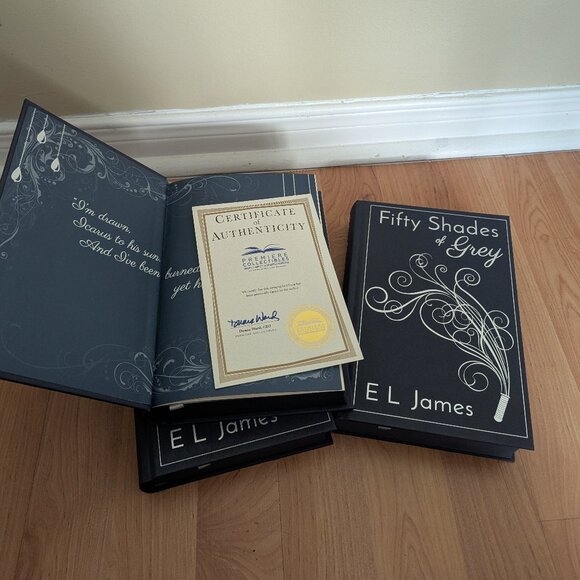 "I'm drawn,
Icarus to his sun.
And I've been
burned
yet h
CERTIFICATE
of
AUTHENTICITY
PREMIERE
COLLECTIBLES
E L James
Fifty Shades
of Grey
E L James